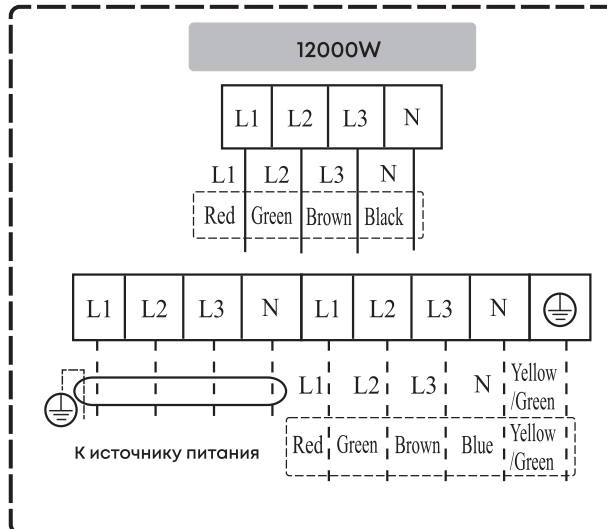 12000W
L1 L2 L3 N
L1 L2 L3 N
Red Green Brown Black
L1 L2 L3 N L1 L2 L3 N
L1 L2 L3 N Yellow
/Green
К источнику питания
Red Green Brown Blue Yellow
/Green